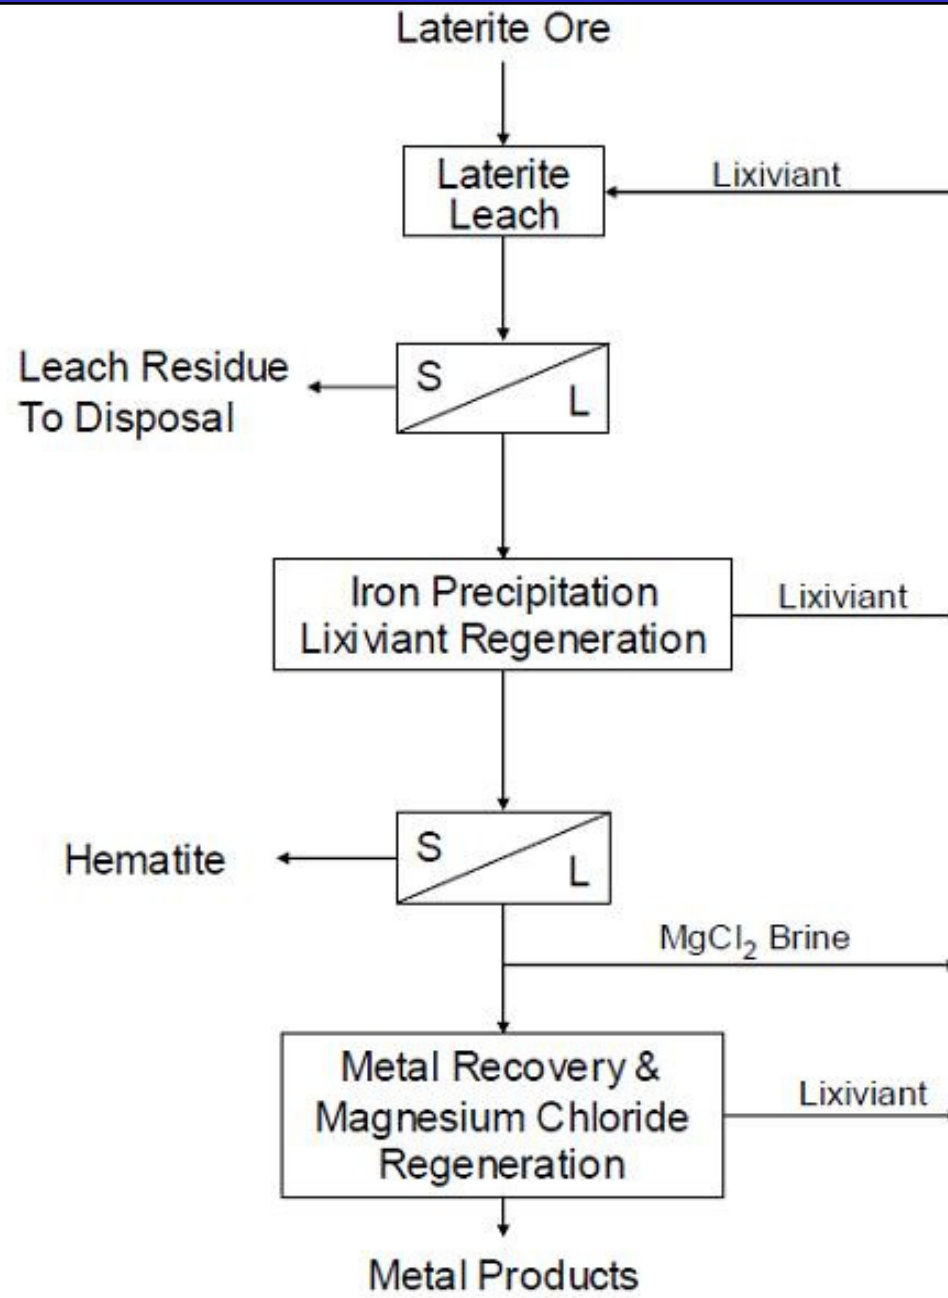 Laterite Ore
Laterite
Leach
Lixiviant
S
L
Leach Residue
To Disposal
Iron Precipitation
Lixiviant Regeneration
Lixiviant
S
L
Hematite
MgCl₂ Brine
Metal Recovery &
Magnesium Chloride
Regeneration
Lixiviant
Metal Products